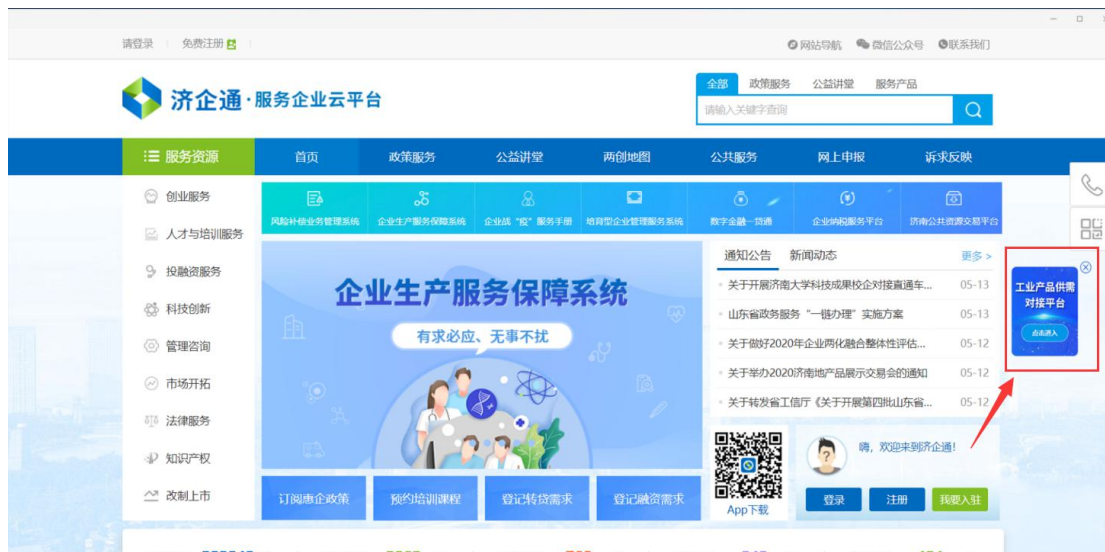 请登录
免费注册
网站导航
微信公众号
联系我们
济企通·服务企业云平台
全部 政策服务 公益讲堂 服务产品
请输入关键字查询
服务资源 首页 政策服务 公益讲堂 两创地图 公共服务 网上申报 诉求反映
创业服务
人才与培训服务
投融资服务
科技创新
管理咨询
市场开拓
法律服务
知识产权
改制上市
风险补偿业务管理系统
企业生产服务保障系统
企业战“疫”服务手册
培育型企业管理服务系统
数字金融一贷通
企业纳税服务平台
济南公共资源交易平台
企业生产服务保障系统
有求必应、无事不扰
通知公告 新闻动态 更多 >
关于开展济南大学科技成果校企对接直通车... 05-13
山东省政务服务“一链办理”实施方案 05-13
关于做好2020年企业两化融合整体性评估... 05-12
关于举办2020济南地产品展示交易会的通知 05-12
关于转发省工信厅《关于开展第四批山东省... 05-12
工业产品供需
对接平台
点击进入
订阅惠企政策
预约培训课程
登记转贷需求
登记融资需求
App下载
嗨，欢迎来到济企通!
登录
注册
我要入驻